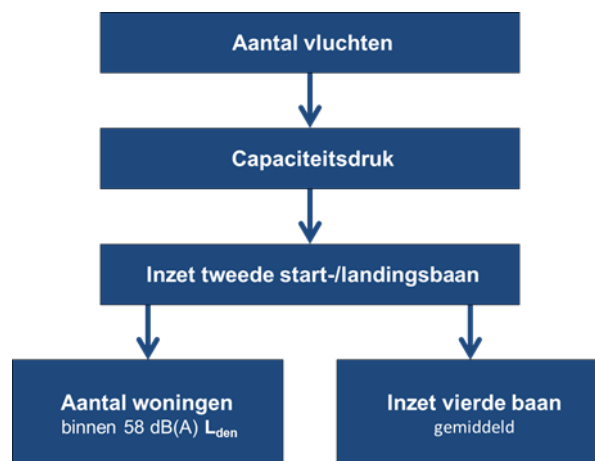 Aantal vluchten
Capaciteitsdruk
Inzet tweede start-/landingsbaan
Aantal woningen
binnen 58 dB(A) Lden
Inzet vierde baan
gemiddeld